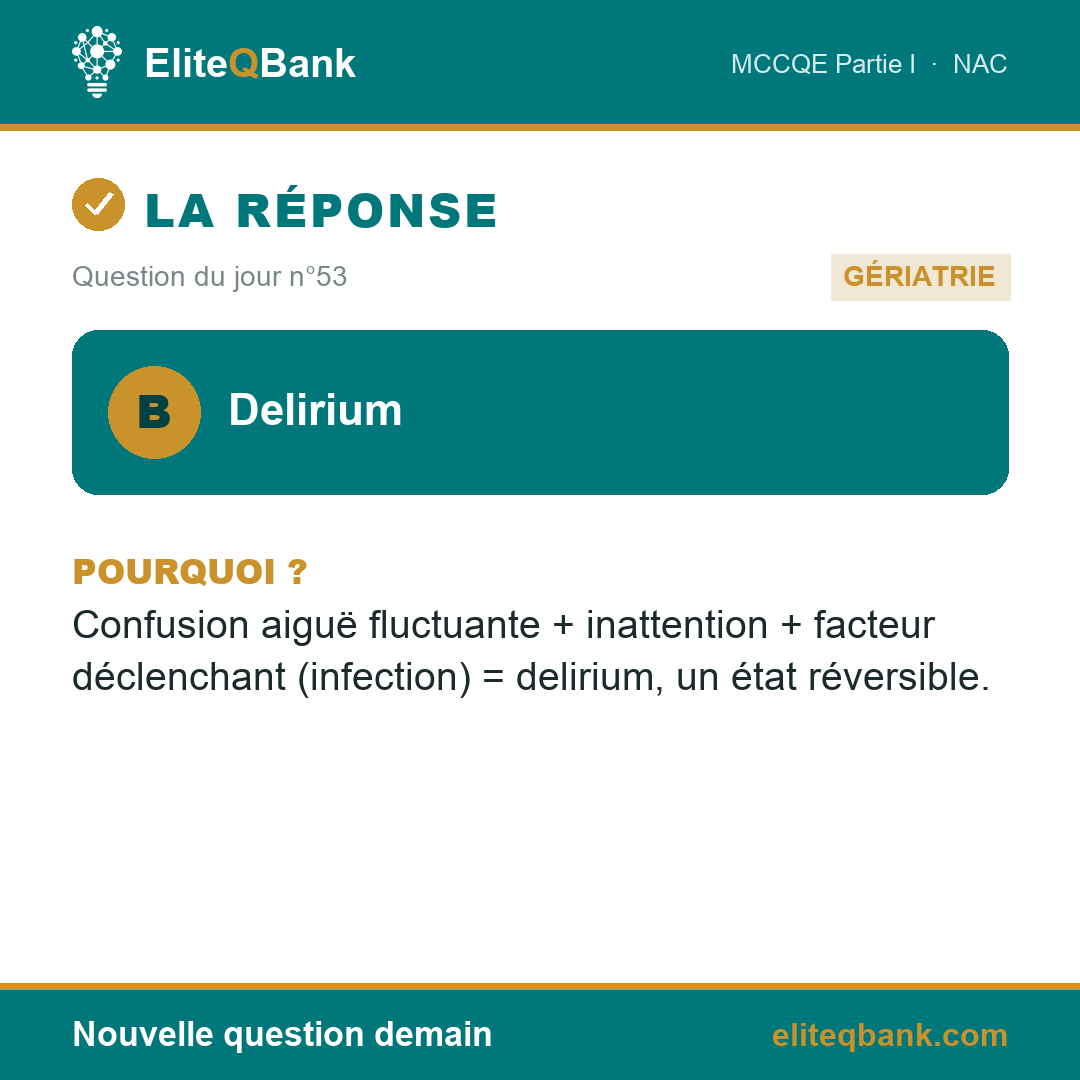 EliteQBank
MCCQE Partie I · NAC
LA RÉPONSE
Question du jour n°53
GÉRIATRIE
B
Delirium
POURQUOI ?
Confusion aiguë fluctuante + inattention + facteur
déclenchant (infection) = delirium, un état réversible.
Nouvelle question demain
eliteqbank.com